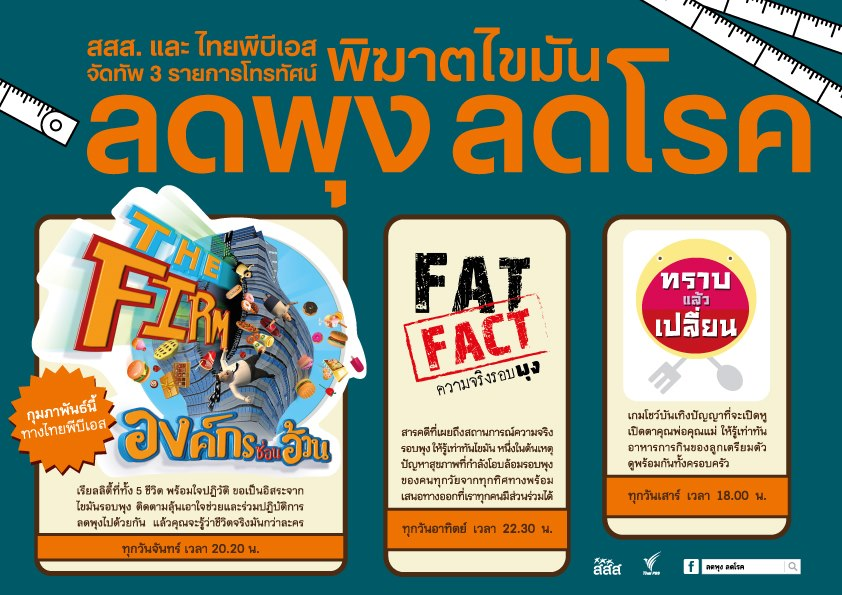 สสส. และ ไทยพีบีเอส
จัดทัพ 3 รายการโทรทัศน์
พิฆาตไขมัน
ลดพุง ลดโรค
THE
FIRM
องค์กรซ่อนอ้วน
กุมภาพันธ์นี้
ทางไทยพีบีเอส
เรียลลิตี้ที่ทั้ง 5 ชีวิต พร้อมใจปฏิวัติ ขอเป็นอิสระจาก
ไขมันรอบพุง ติดตามลุ้นเอาใจช่วยและร่วมปฏิบัติการ
ลดพุงไปด้วยกัน แล้วคุณจะรู้ว่าชีวิตจริงมันกว่าละคร
ทุกวันจันทร์ เวลา 20.20 น.
FAT
FACT
ความจริงรอบพุง
สารคดีที่เผยถึงสถานการณ์ความจริง
รอบพุง ให้รู้เท่าทันไขมัน หนึ่งในต้นเหตุ
ปัญหาสุขภาพที่กำลังโอบล้อมรอบพุง
ของคนทุกวัยจากทุกทิศทางพร้อม
เสนอทางออกที่เราทุกคนมีส่วนร่วมได้
ทุกวันอาทิตย์ เวลา 22.30 น.
ทราบ
แล้ว
เปลี่ยน
เกมโชว์บันเทิงปัญญาที่จะเปิดหู
เปิดตาคุณพ่อคุณแม่ ให้รู้เท่าทัน
อาหารการกินของลูกเตรียมตัว
ดูพร้อมกันทั้งครอบครัว
ทุกวันเสาร์ เวลา 18.00 น.
สสส
Thai PBS
f ลดพุง ลดโรค